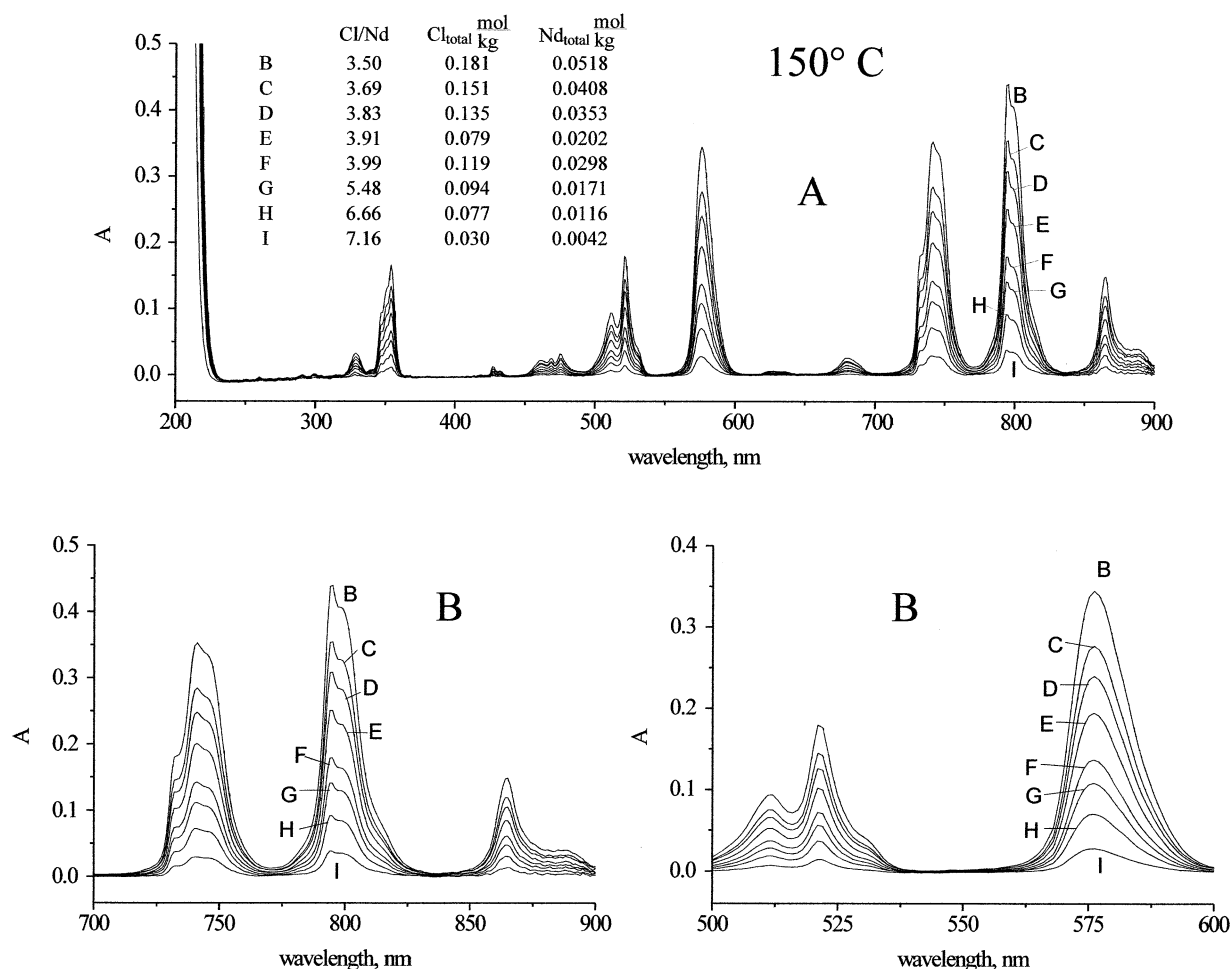 Cl/Nd Cl_total mol/kg Nd_total mol/kg
B 3.50 0.181 0.0518
C 3.69 0.151 0.0408
D 3.83 0.135 0.0353
E 3.91 0.079 0.0202
F 3.99 0.119 0.0298
G 5.48 0.094 0.0171
H 6.66 0.077 0.0116
I 7.16 0.030 0.0042
150° C
A
A
0.5
0.4
0.3
0.2
0.1
0.0
B
C
D
E
F
G
H
I
200 300 400 500 600 700 800 900
wavelength, nm
B
A
0.5
0.4
0.3
0.2
0.1
0.0
B
C
D
E
F
G
H
I
700 750 800 850 900
wavelength, nm
B
A
0.4
0.3
0.2
0.1
0.0
B
C
D
E
F
G
H
I
500 525 550 575 600
wavelength, nm